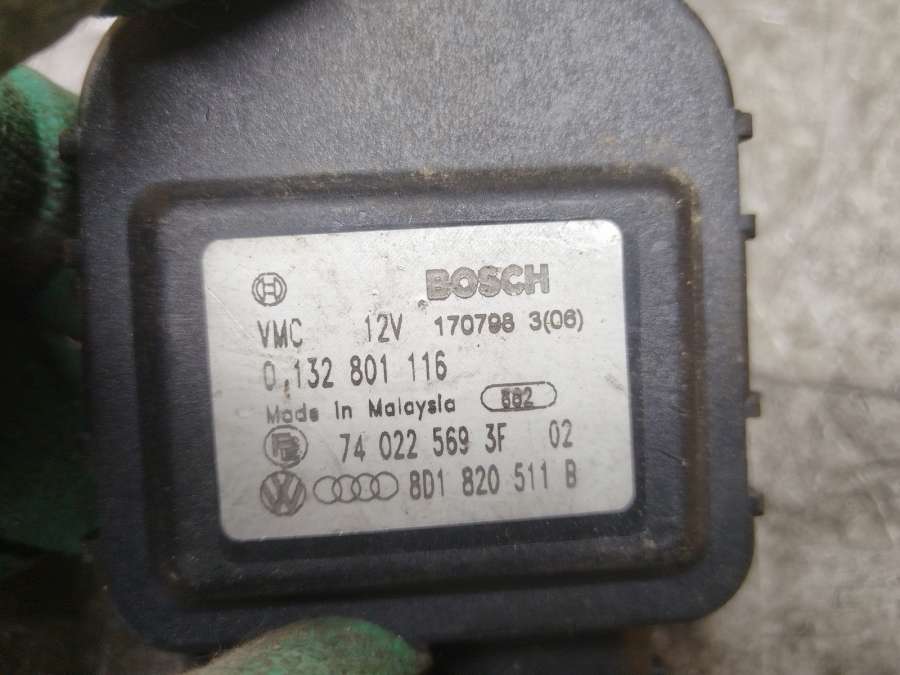 BOSCH
VMC 12V 170798 3(06)
0 132 801 116
Made in Malaysia
74 022 569 3F 02
8D1 820 511 B